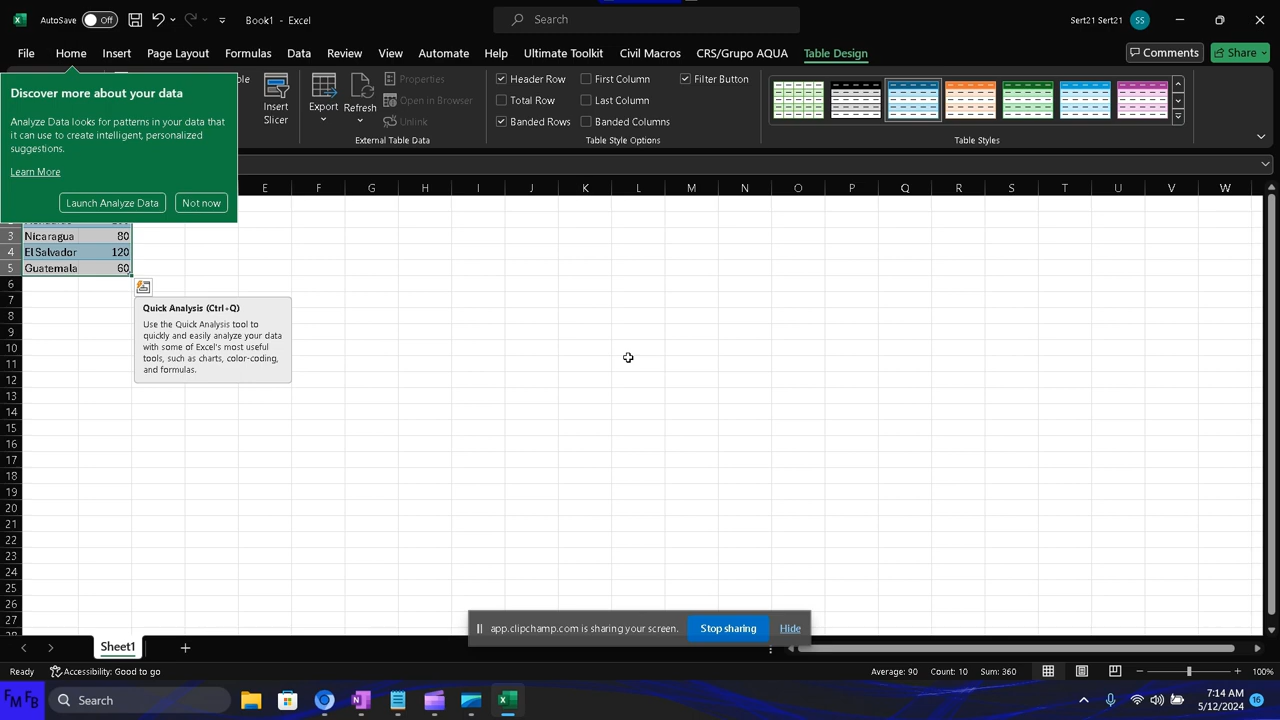 AutoSave Off Book1 - Excel Search Sert21 Sert21 SS
File Home Insert Page Layout Formulas Data Review View Automate Help Ultimate Toolkit Civil Macros CRS/Grupo AQUA Table Design Comments Share
Discover more about your data
Analyze Data looks for patterns in your data that
it can use to create intelligent, personalized
suggestions.
Learn More
Launch Analyze Data Not now
Insert
Slicer
Export Refresh
Properties
Open in Browser
External Table Data
Header Row First Column Filter Button
Total Row Last Column
Banded Rows Banded Columns
Table Style Options
Table Styles
E F G H I J K L M N O P Q R S T U V W
3 Nicaragua 80
4 El Salvador 120
5 Guatemala 60
6
7
8
9
10
11
12
13
14
15
16
17
18
19
20
21
22
23
24
25
26
27
28
Quick Analysis (Ctrl+Q)
Use the Quick Analysis tool to
quickly and easily analyze your data
with some of Excel's most useful
tools, such as charts, color-coding,
and formulas.
app.clipchamp.com is sharing your screen. Stop sharing Hide
Sheet1
Ready Accessibility: Good to go Average: 90 Count: 10 Sum: 360 100%
FM FB Search 7:14 AM
5/12/2024 16